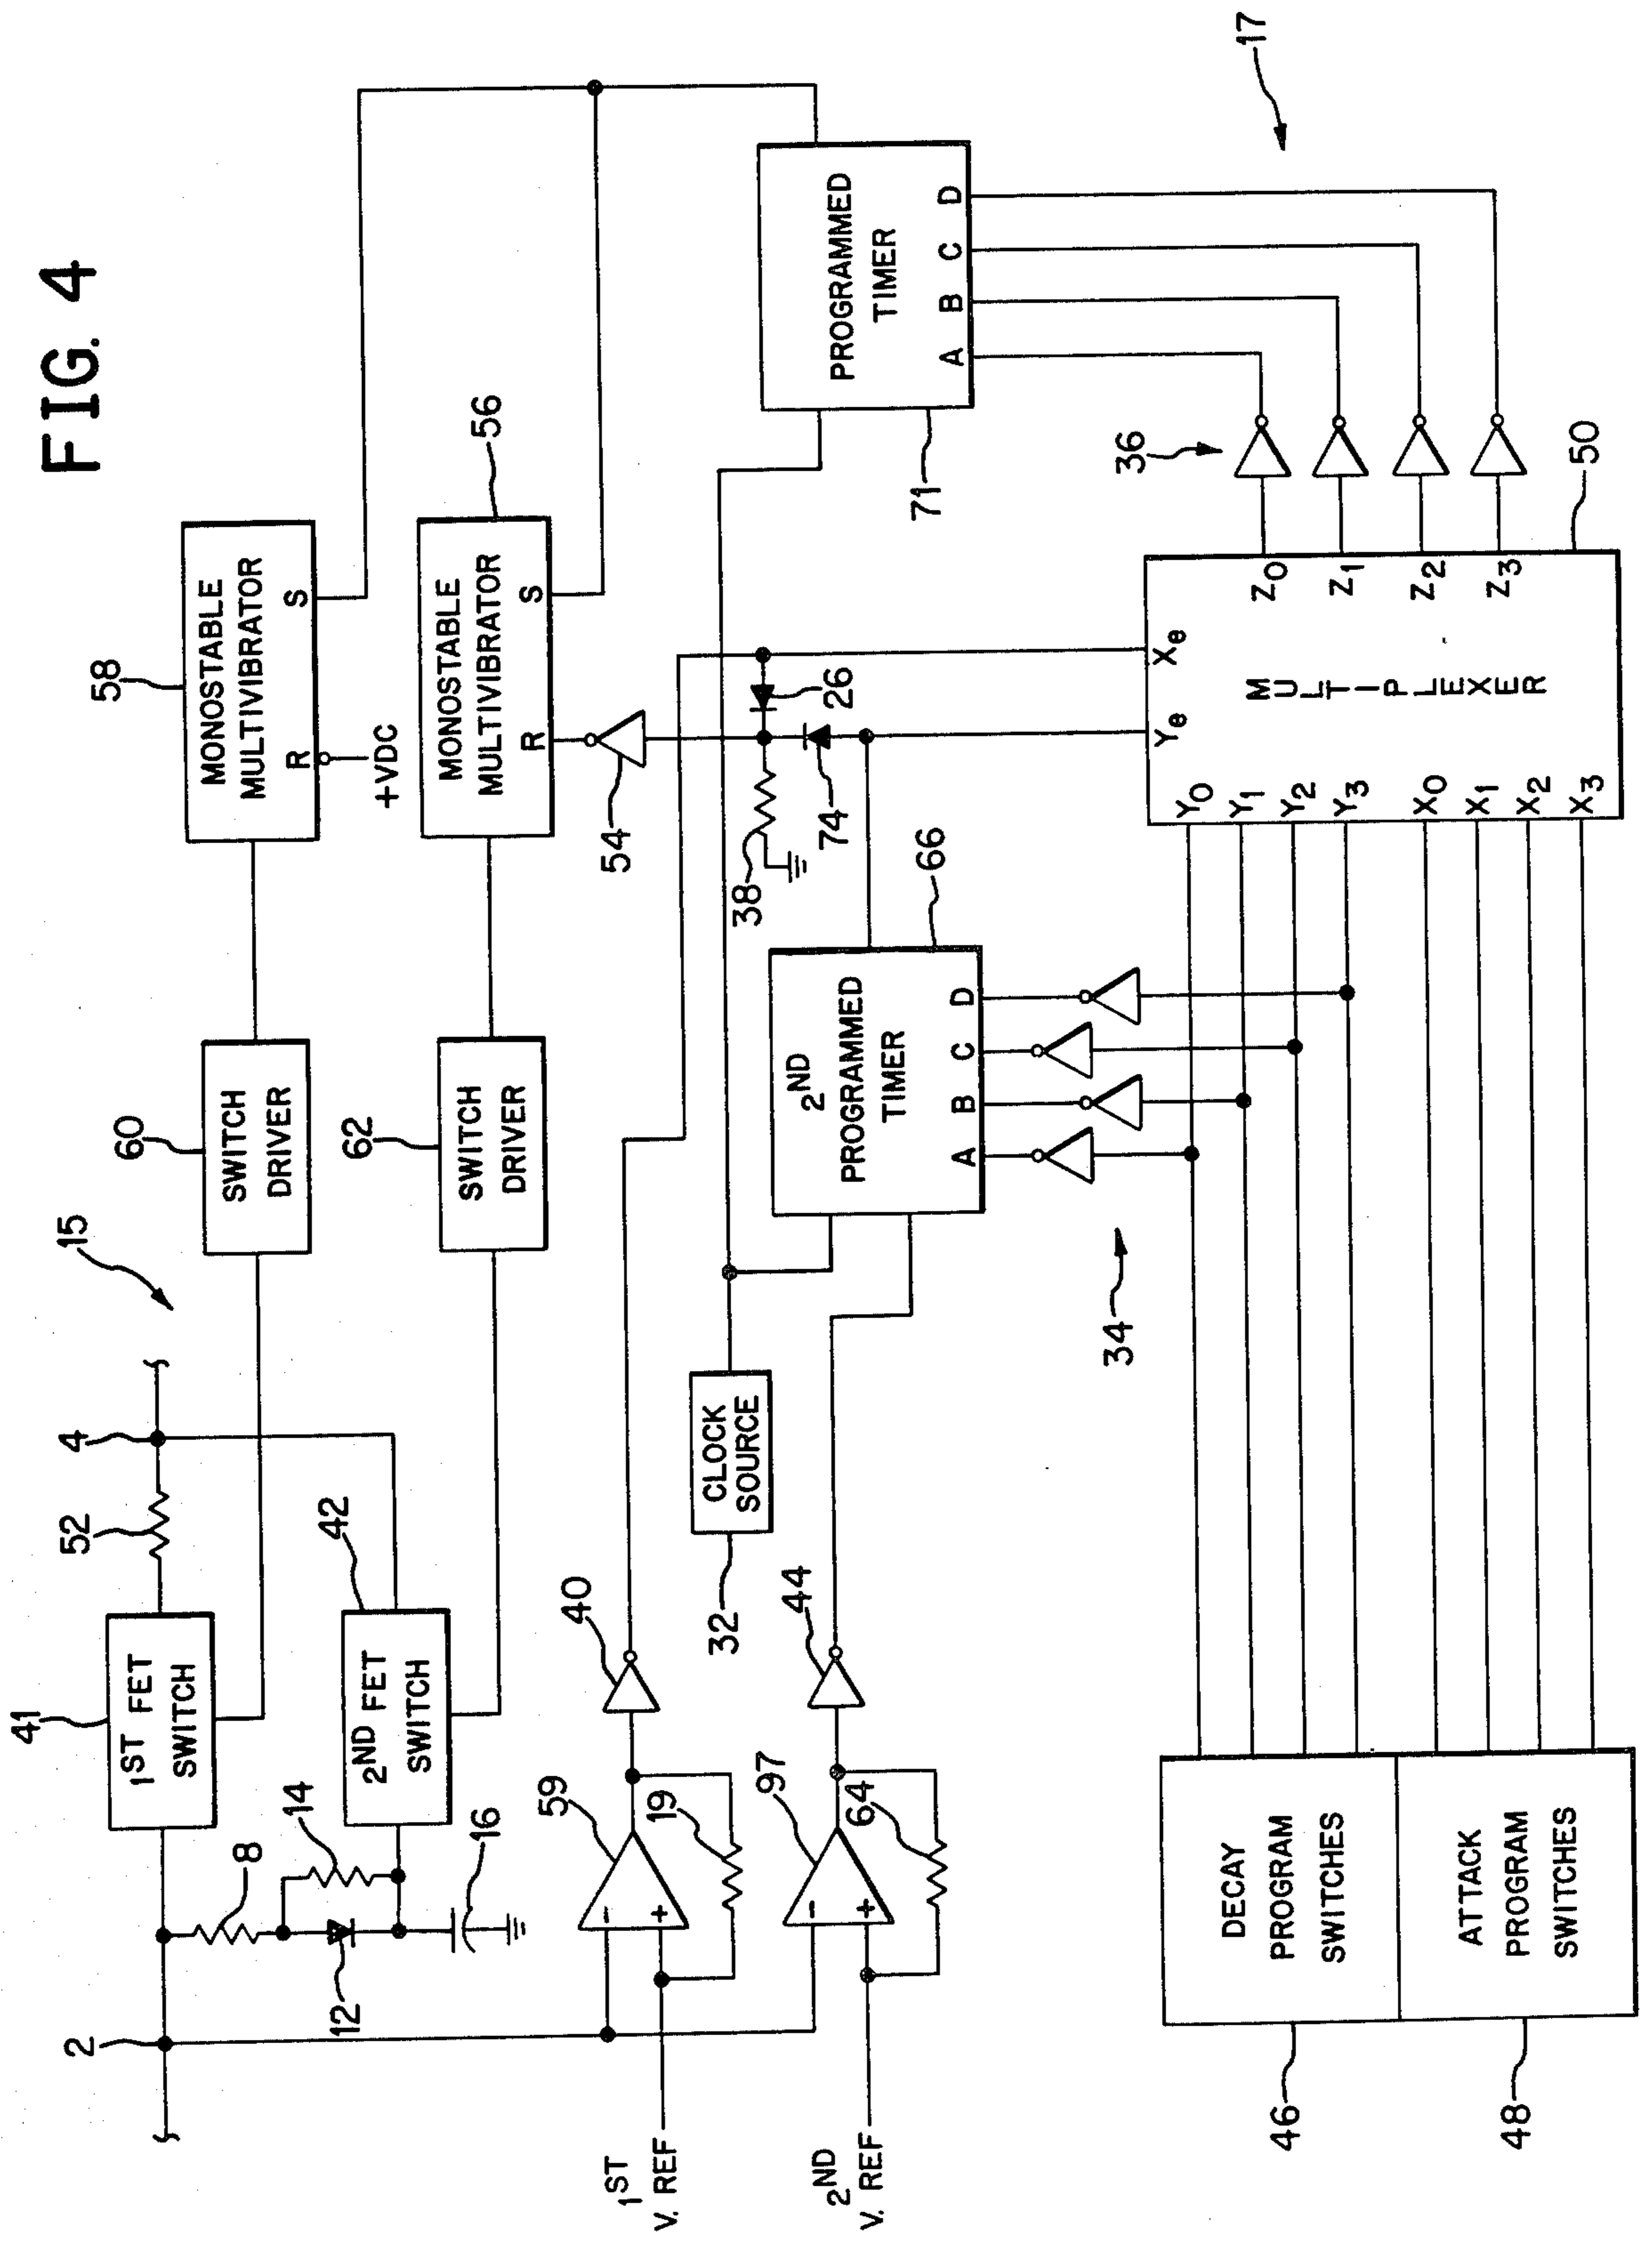 FIG. 4
15
17
41
1ST FET
SWITCH
52
4
60
SWITCH
DRIVER
58
MONOSTABLE
MULTIVIBRATOR
R
S
+VDC
2
8
14
12
16
42
2ND FET
SWITCH
62
SWITCH
DRIVER
56
MONOSTABLE
MULTIVIBRATOR
R
S
54
1ST
V. REF
-
+
59
19
40
38
26
74
2ND
V. REF
-
+
97
64
44
32
CLOCK
SOURCE
66
2ND
PROGRAMMED
TIMER
A B C D
34
71
PROGRAMMED
TIMER
A B C D
36
46
DECAY
PROGRAM
SWITCHES
48
ATTACK
PROGRAM
SWITCHES
50
MULTIPLEXER
Ye
Xe
Y0
Y1
Y2
Y3
X0
X1
X2
X3
Z0
Z1
Z2
Z3